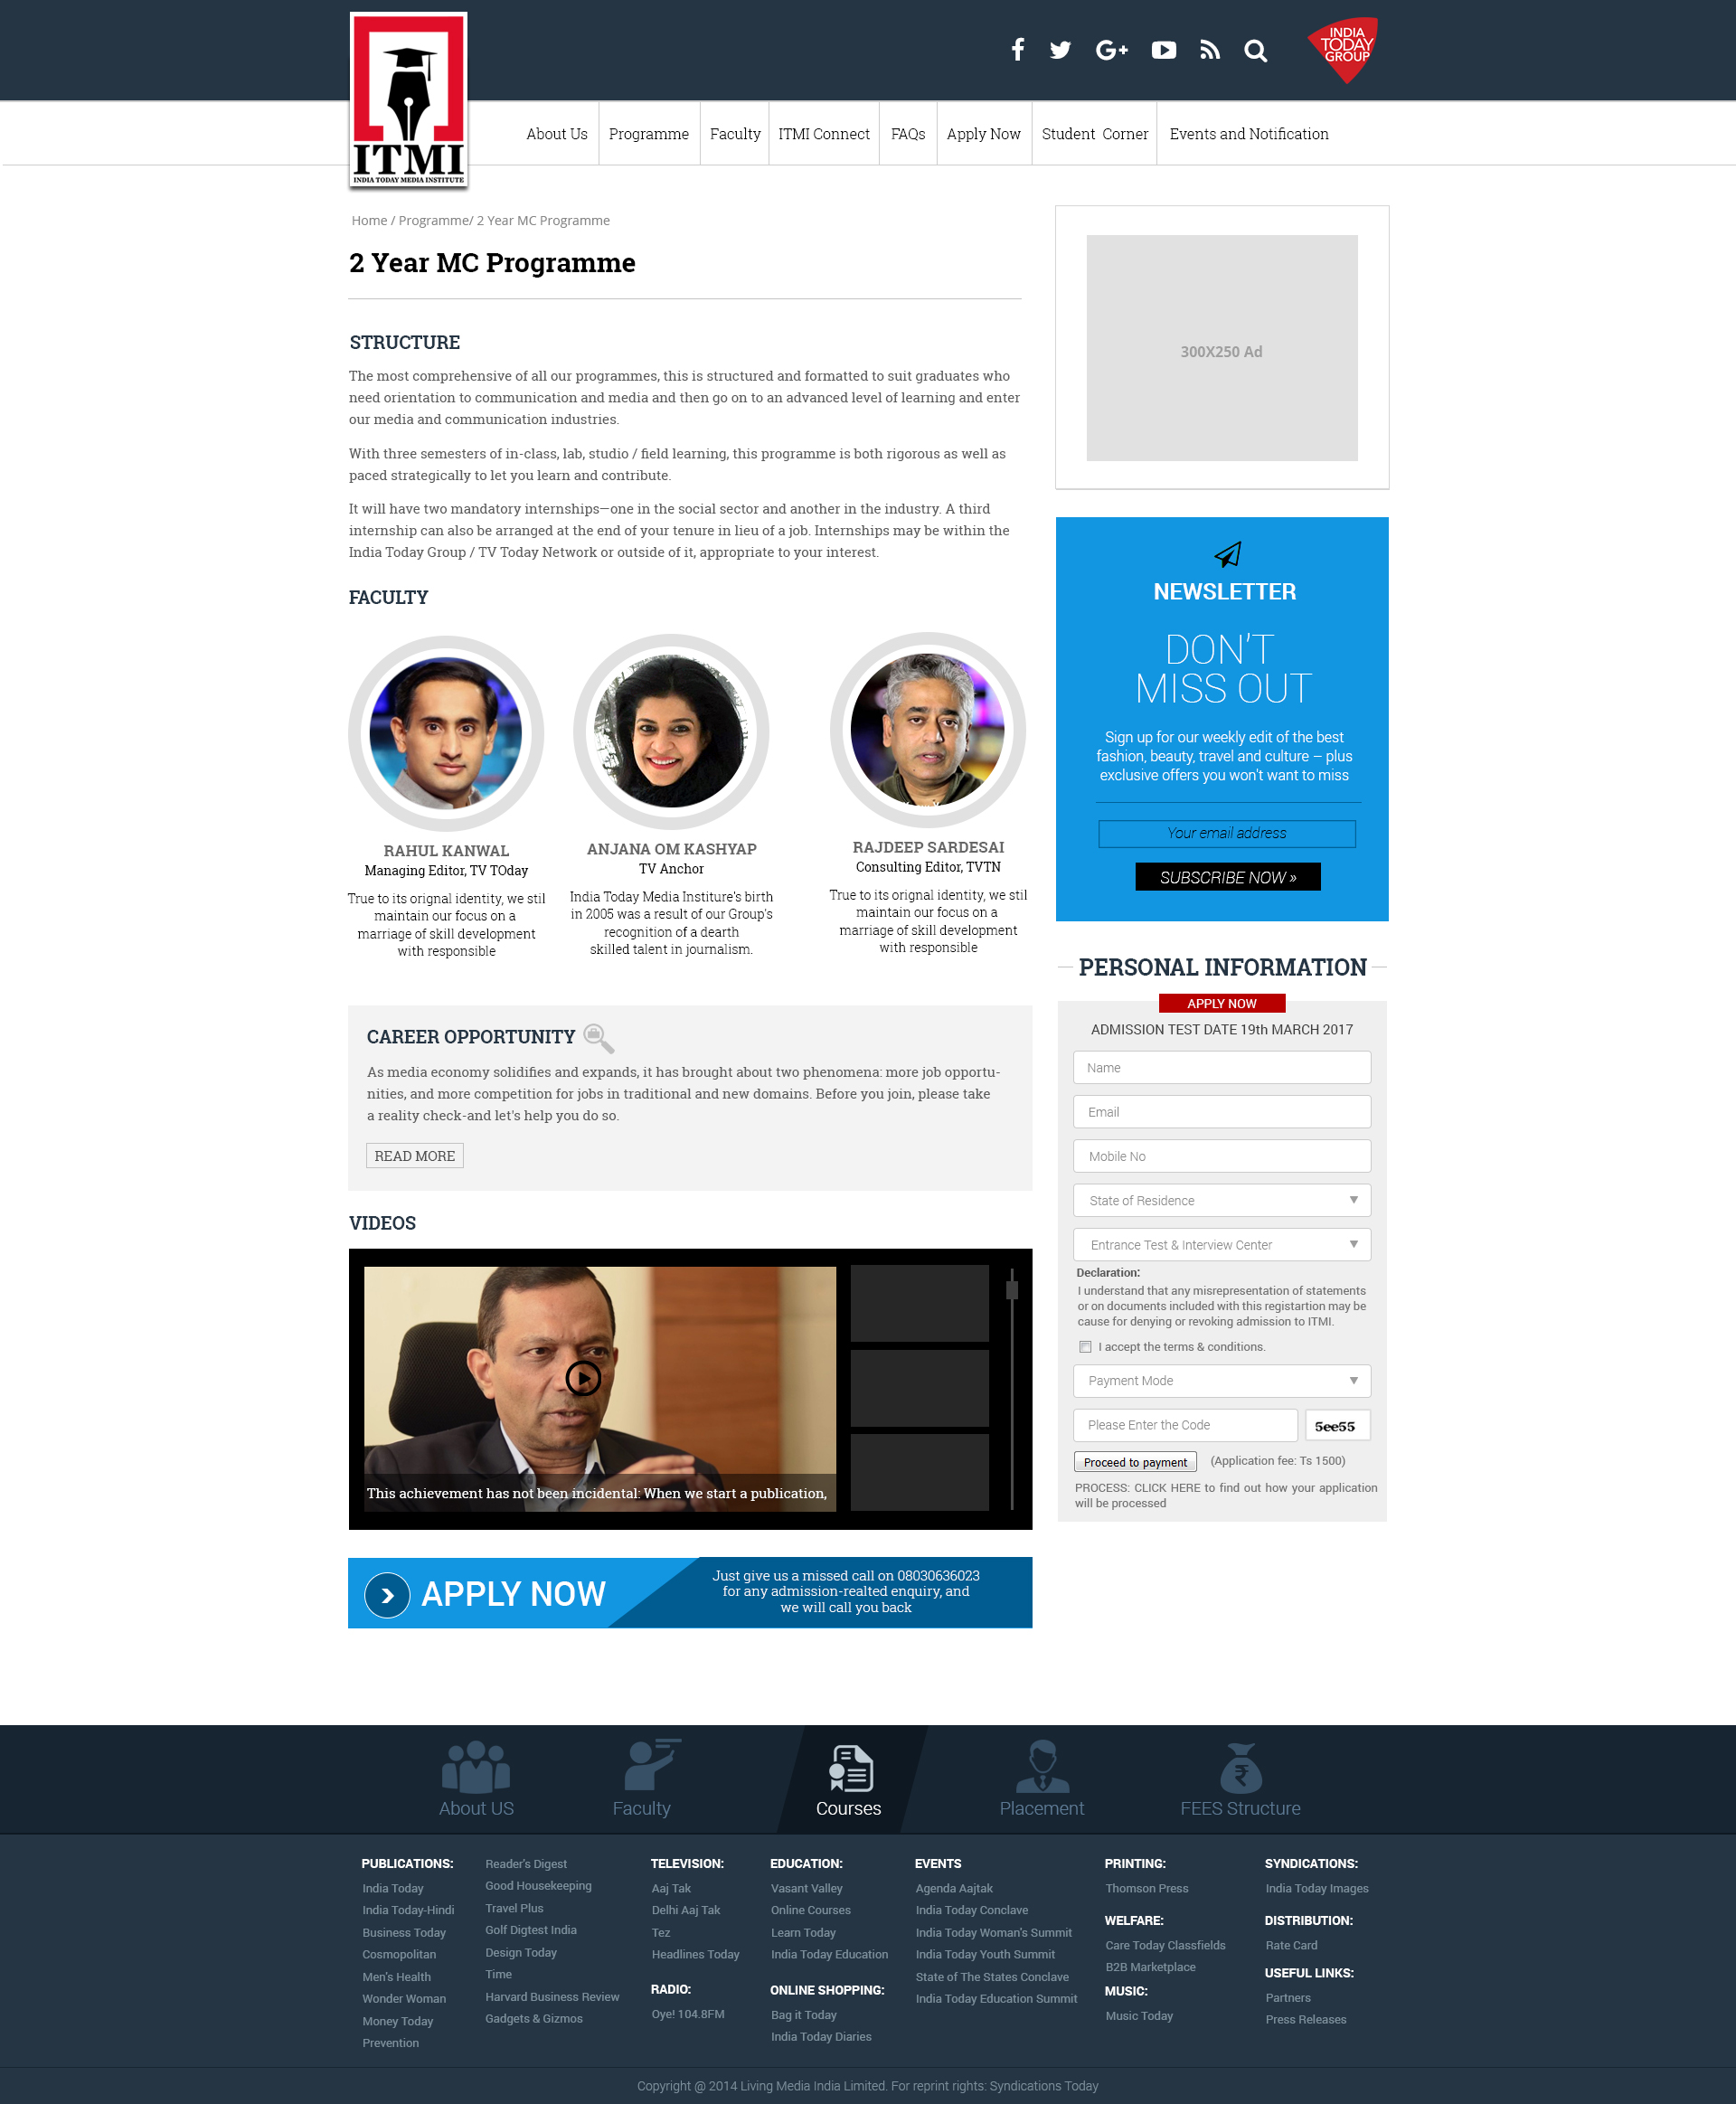 INDIA
TODAY
GROUP
ITMI
INDIA TODAY MEDIA INSTITUTE
About Us
Programme
Faculty
ITMI Connect
FAQs
Apply Now
Student Corner
Events and Notification
Home / Programme/ 2 Year MC Programme
2 Year MC Programme
STRUCTURE
The most comprehensive of all our programmes, this is structured and formatted to suit graduates who
need orientation to communication and media and then go on to an advanced level of learning and enter
our media and communication industries.
With three semesters of in-class, lab, studio / field learning, this programme is both rigorous as well as
paced strategically to let you learn and contribute.
It will have two mandatory internships—one in the social sector and another in the industry. A third
internship can also be arranged at the end of your tenure in lieu of a job. Internships may be within the
India Today Group / TV Today Network or outside of it, appropriate to your interest.
FACULTY
RAHUL KANWAL
Managing Editor, TV TOday
True to its orignal identity, we stil
maintain our focus on a
marriage of skill development
with responsible
ANJANA OM KASHYAP
TV Anchor
India Today Media Institure's birth
in 2005 was a result of our Group's
recognition of a dearth
skilled talent in journalism.
RAJDEEP SARDESAI
Consulting Editor, TVTN
True to its orignal identity, we stil
maintain our focus on a
marriage of skill development
with responsible
CAREER OPPORTUNITY
As media economy solidifies and expands, it has brought about two phenomena: more job opportu-
nities, and more competition for jobs in traditional and new domains. Before you join, please take
a reality check-and let's help you do so.
READ MORE
VIDEOS
This achievement has not been incidental: When we start a publication,
APPLY NOW
Just give us a missed call on 08030636023
for any admission-realted enquiry, and
we will call you back
300X250 Ad
NEWSLETTER
DON'T
MISS OUT
Sign up for our weekly edit of the best
fashion, beauty, travel and culture – plus
exclusive offers you won't want to miss
Your email address
SUBSCRIBE NOW »
PERSONAL INFORMATION
APPLY NOW
ADMISSION TEST DATE 19th MARCH 2017
Name
Email
Mobile No
State of Residence
Entrance Test & Interview Center
Declaration:
I understand that any misrepresentation of statements
or on documents included with this registartion may be
cause for denying or revoking admission to ITMI.
I accept the terms & conditions.
Payment Mode
Please Enter the Code
5ee55
Proceed to payment
(Application fee: Ts 1500)
PROCESS: CLICK HERE to find out how your application
will be processed
About US
Faculty
Courses
Placement
FEES Structure
PUBLICATIONS:
India Today
India Today-Hindi
Business Today
Cosmopolitan
Men's Health
Wonder Woman
Money Today
Prevention
Reader's Digest
Good Housekeeping
Travel Plus
Golf Digtest India
Design Today
Time
Harvard Business Review
Gadgets & Gizmos
TELEVISION:
Aaj Tak
Delhi Aaj Tak
Tez
Headlines Today
RADIO:
Oye! 104.8FM
EDUCATION:
Vasant Valley
Online Courses
Learn Today
India Today Education
ONLINE SHOPPING:
Bag it Today
India Today Diaries
EVENTS
Agenda Aajtak
India Today Conclave
India Today Woman's Summit
India Today Youth Summit
State of The States Conclave
India Today Education Summit
PRINTING:
Thomson Press
WELFARE:
Care Today Classfields
B2B Marketplace
MUSIC:
Music Today
SYNDICATIONS:
India Today Images
DISTRIBUTION:
Rate Card
USEFUL LINKS:
Partners
Press Releases
Copyright @ 2014 Living Media India Limited. For reprint rights: Syndications Today